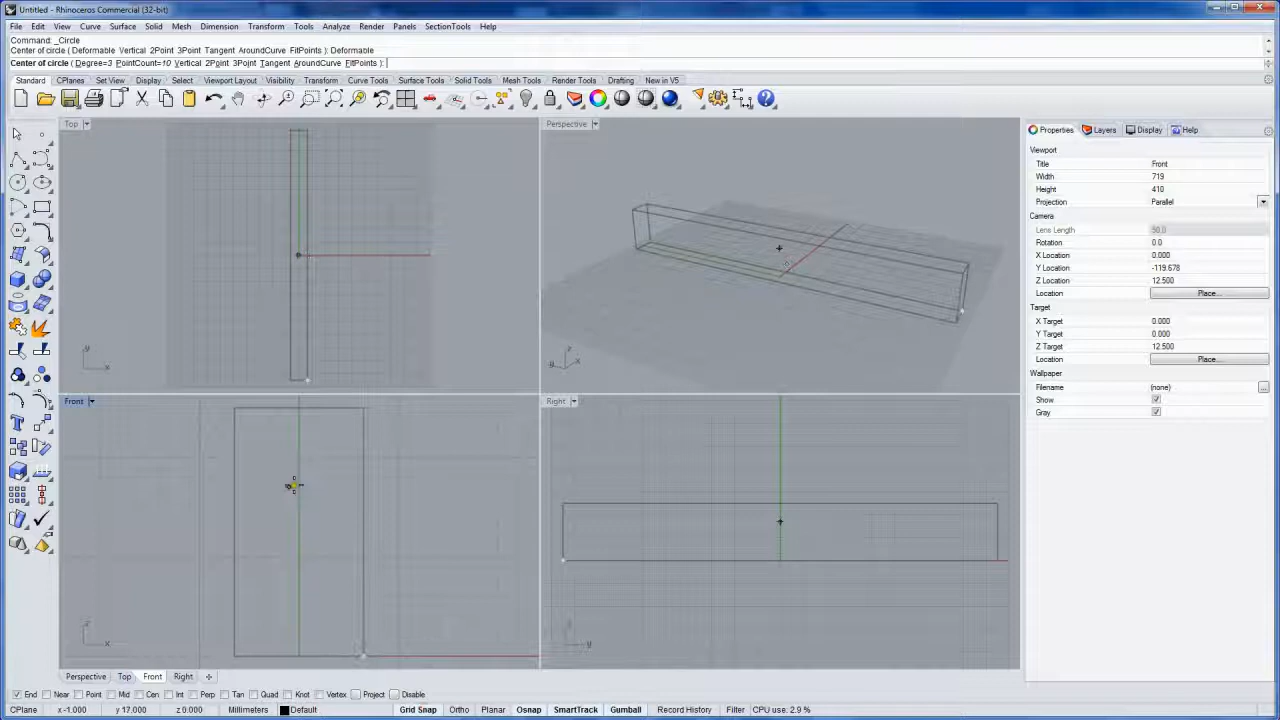 Untitled - Rhinoceros Commercial (32-bit)
File Edit View Curve Surface Solid Mesh Dimension Transform Tools Analyze Render Panels SectionTools Help
Command: _Circle
Center of circle ( Deformable Vertical 2Point 3Point Tangent AroundCurve FitPoints ): Deformable
Center of circle ( Degree=3 PointCount=10 Vertical 2Point 3Point Tangent AroundCurve FitPoints ):
Standard CPlanes Display Select Viewport Layout Visibility Transform Curve Tools Surface Tools Solid Tools Mesh Tools Render Tools Drafting New in V5
Top Perspective
Properties Layers Display Help
Viewport
Title Front
Width 719
Height 410
Projection Parallel
Camera
Lens Length 50.0
Rotation 0.0
X Location 0.000
Y Location -119.678
Z Location 12.500
Location Place...
Target
X Target 0.000
Y Target 0.000
Z Target 12.500
Location Place...
Wallpaper
Filename (none) ...
Show
Gray
y x
z x y
Front Right
z x
z y
Perspective Top Front Right
End Near Point Mid Cen Int Perp Tan Quad Knot Vertex Project Disable
CPlane x -1.000 y 17.000 z 0.000 Millimeters Default Grid Snap Ortho Planar Osnap SmartTrack Gumball Record History Filter CPU use: 2.9 %